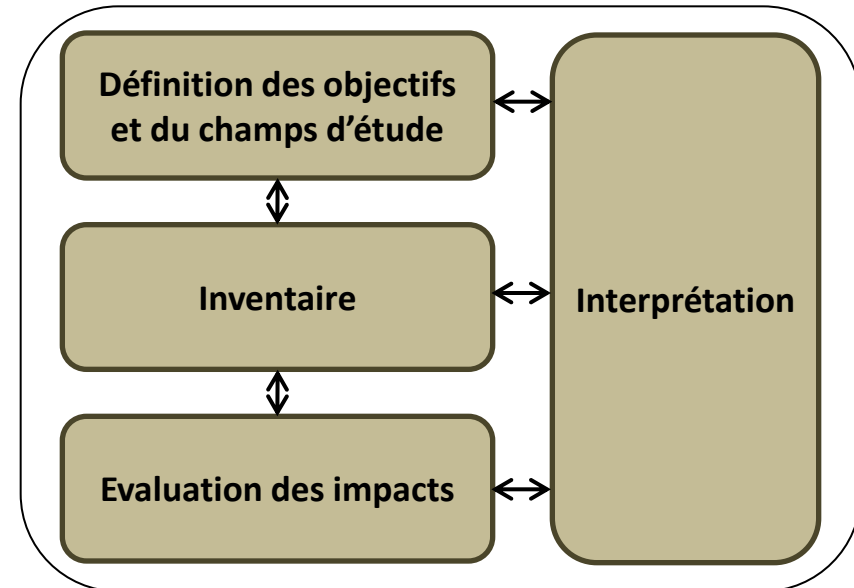 Définition des objectifs
et du champs d’étude
Inventaire
Interprétation
Evaluation des impacts